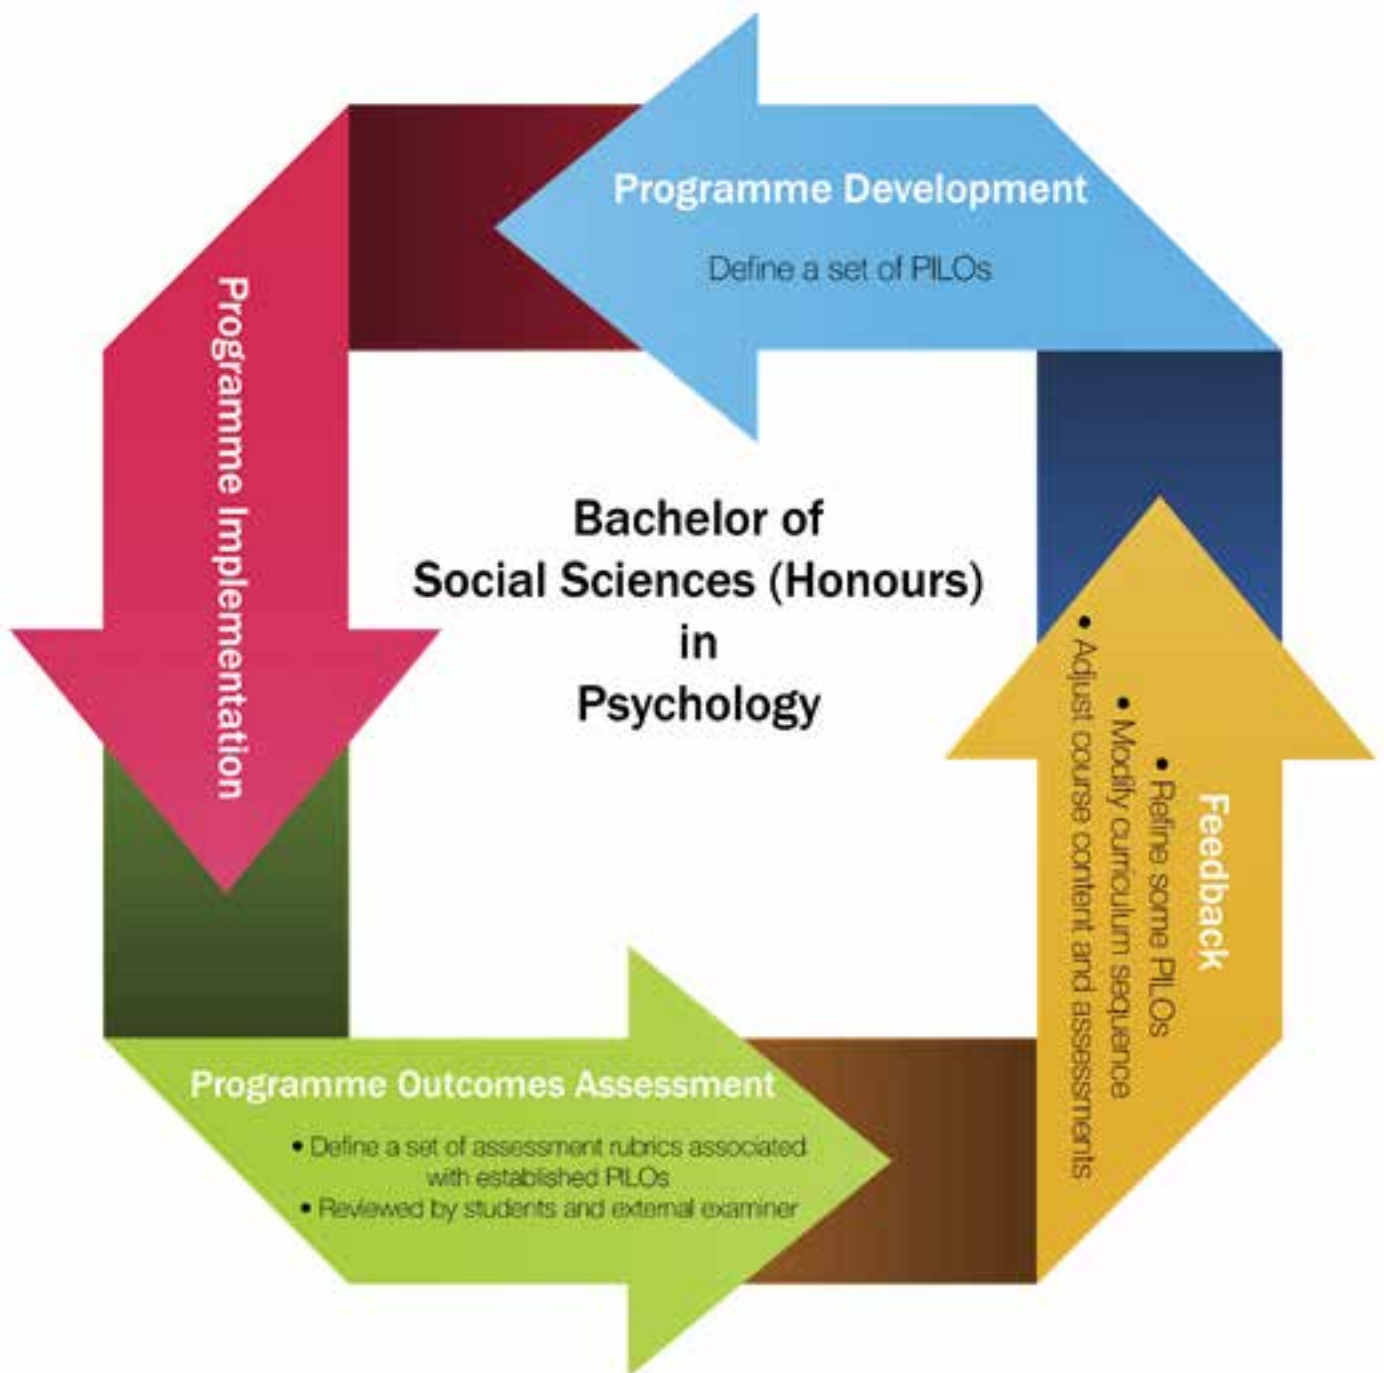 Programme Development
Define a set of PILOs
Programme Implementation
Bachelor of
Social Sciences (Honours)
in
Psychology
Programme Outcomes Assessment
• Define a set of assessment rubrics associated
with established PILOs
• Reviewed by students and external examiner
Feedback
• Refine some PILOs
• Modify curriculum sequence
• Adjust course content and assessments